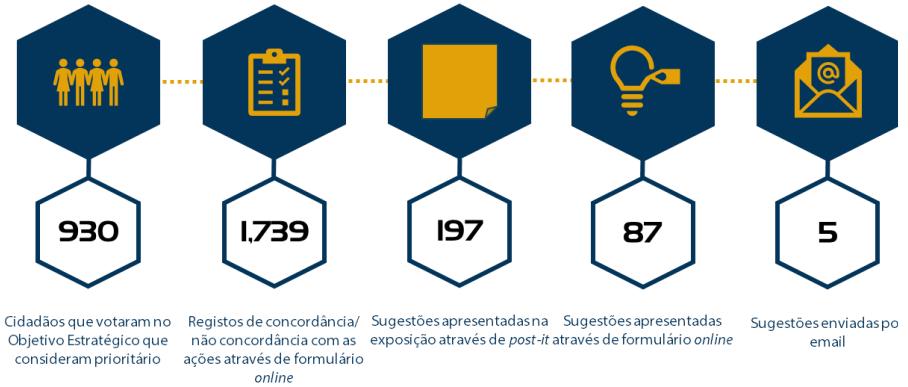 @
930
1,739
197
87
5
Cidadãos que votaram no
Objetivo Estratégico que
consideram prioritário
Registos de concordância/
não concordância com as
ações através de formulário
online
Sugestões apresentadas na
exposição através de post-it
Sugestões apresentadas
através de formulário online
Sugestões enviadas po
email